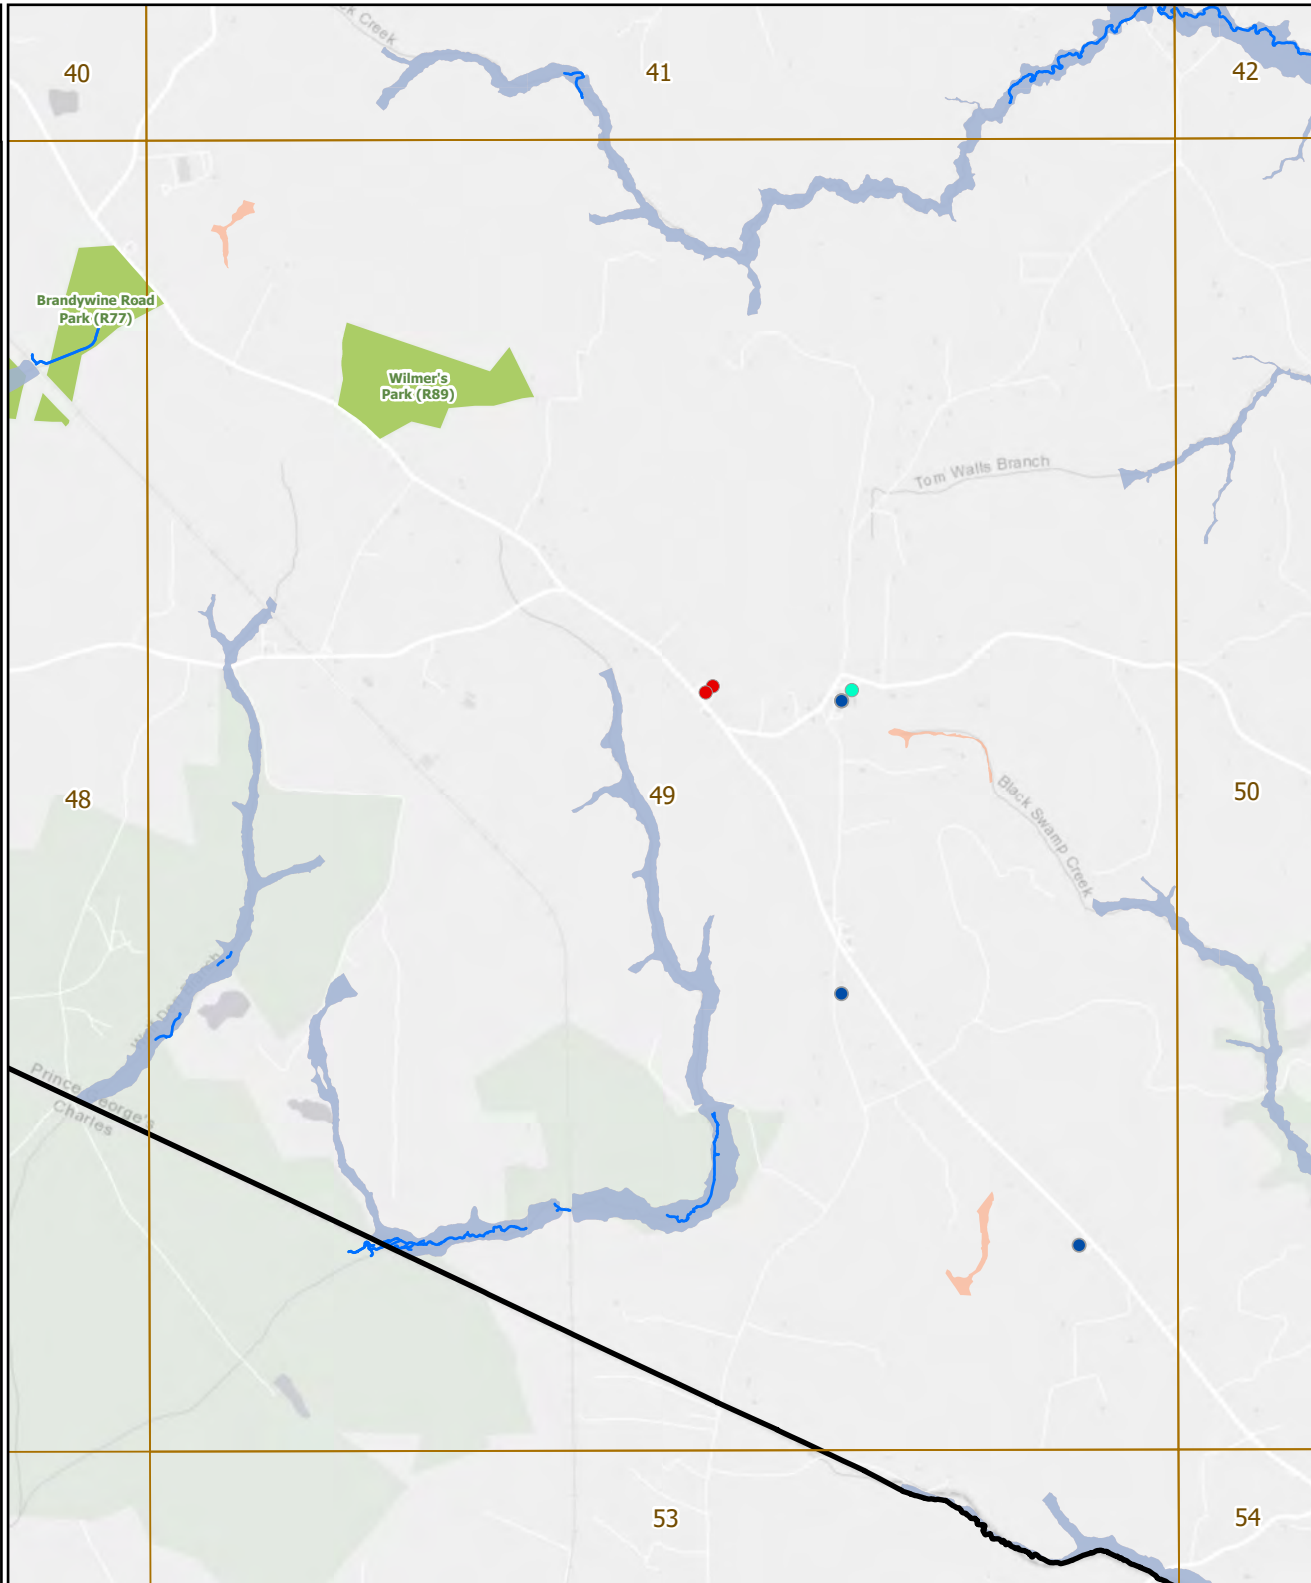 Creek
40
41
42
Brandywine Road
Park (R77)
Wilmer's
Park (R89)
Tom Walls Branch
48
49
50
Black Swamp Creek
Prince George's
Charles
53
54